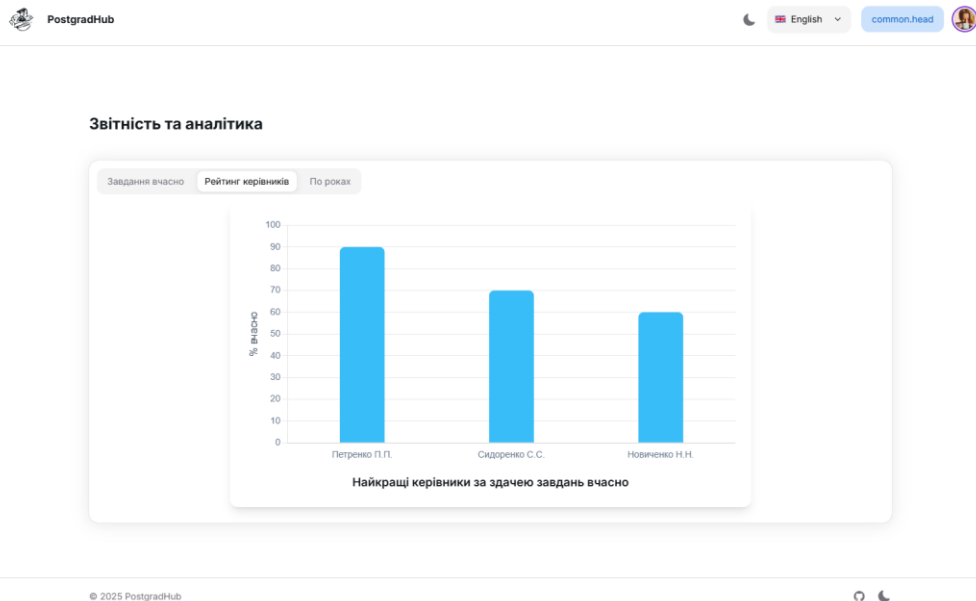 PostgradHub
English
common.head
Звітність та аналітика
Завдання вчасно Рейтинг керівників По роках
100
90
80
70
60
50
40
30
20
10
0
% вчасно
Петренко П.П. Сидоренко С.С. Новиченко Н.Н.
Найкращі керівники за здачею завдань вчасно
© 2025 PostgradHub